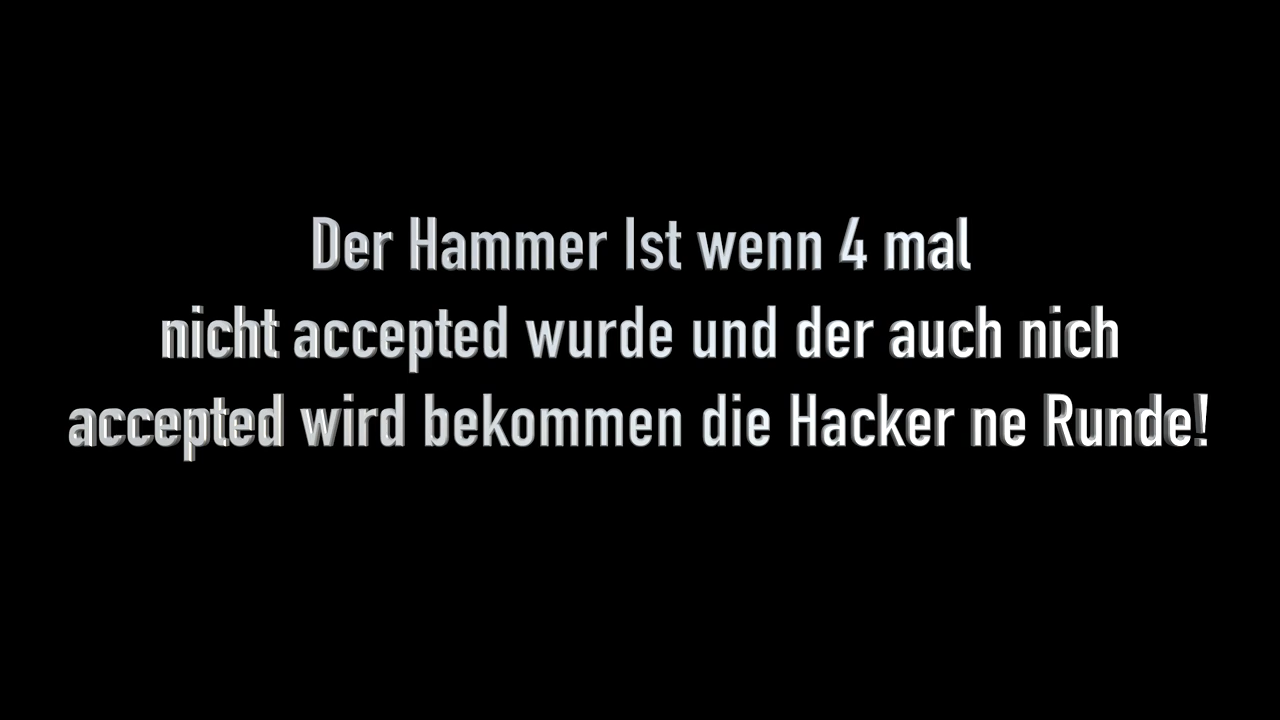 Der Hammer Ist wenn 4 mal
nicht accepted wurde und der auch nich
accepted wird bekommen die Hacker ne Runde!